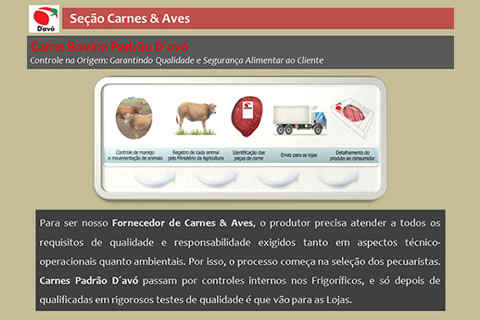 D'avó
Seção Carnes & Aves
Carne Bovina Padrão D'avó
Controle na Origem: Garantindo Qualidade e Segurança Alimentar ao Cliente
Controle de manejo
e movimentação de animais
Registro de cada animal
pelo Ministério da Agricultura
Identificação das
peças de carne
Envio para as lojas
Detalhamento do
produto ao consumidor
Para ser nosso Fornecedor de Carnes & Aves, o produtor precisa atender a todos os
requisitos de qualidade e responsabilidade exigidos tanto em aspectos técnico-
operacionais quanto ambientais. Por isso, o processo começa na seleção dos pecuaristas.
Carnes Padrão D´avó passam por controles internos nos Frigoríficos, e só depois de
qualificadas em rigorosos testes de qualidade é que vão para as Lojas.